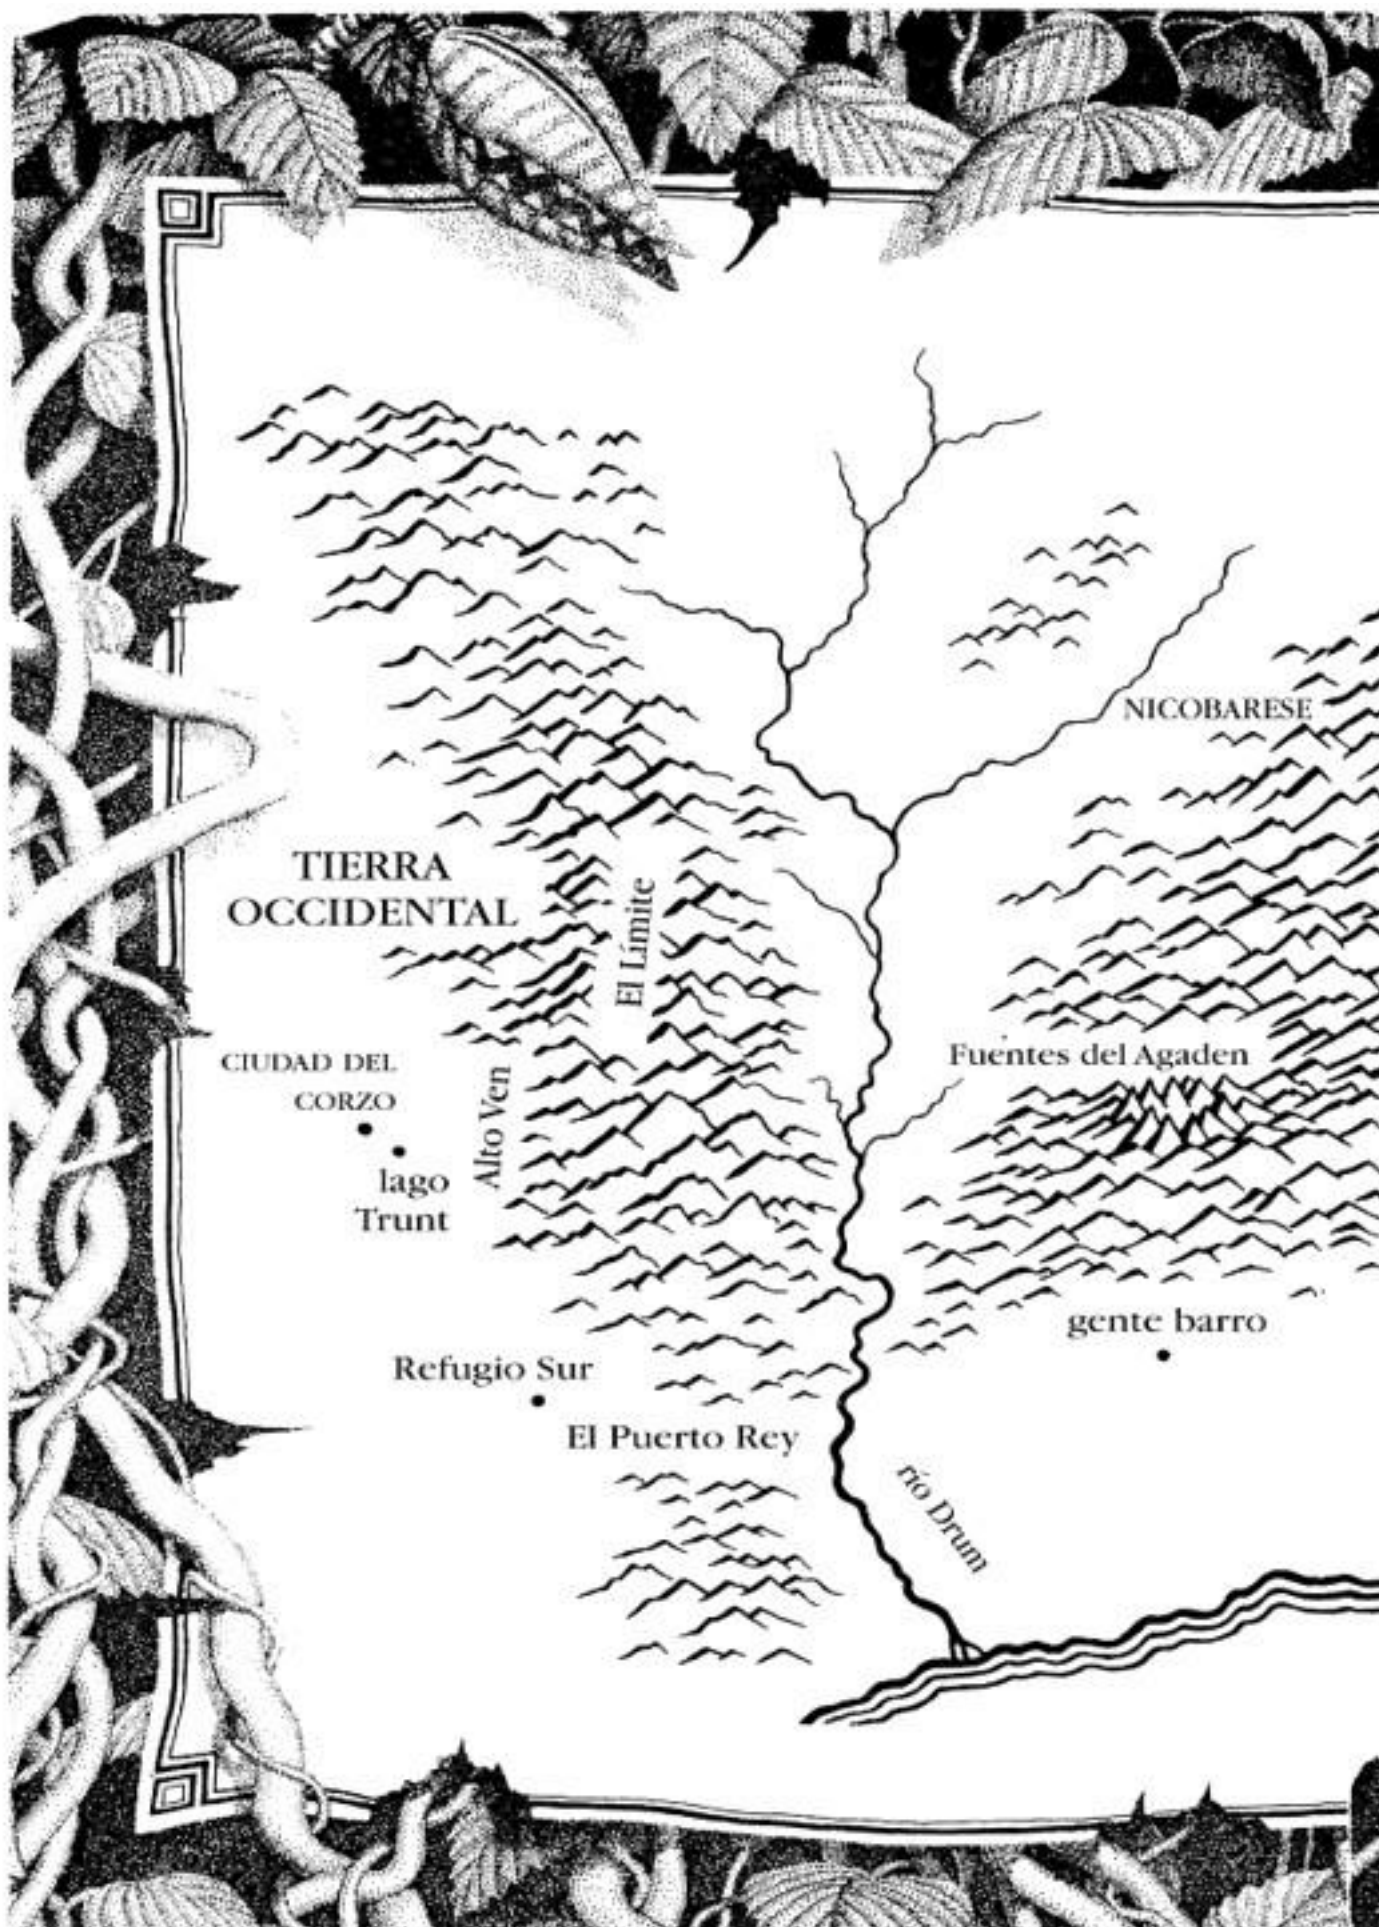 NICOBARESE
TIERRA
OCCIDENTAL
El Límite
CIUDAD DEL
CORZO
Fuentes del Agaden
Alto Ven
lago
Trunt
gente barro
Refugio Sur
El Puerto Rey
río Drum